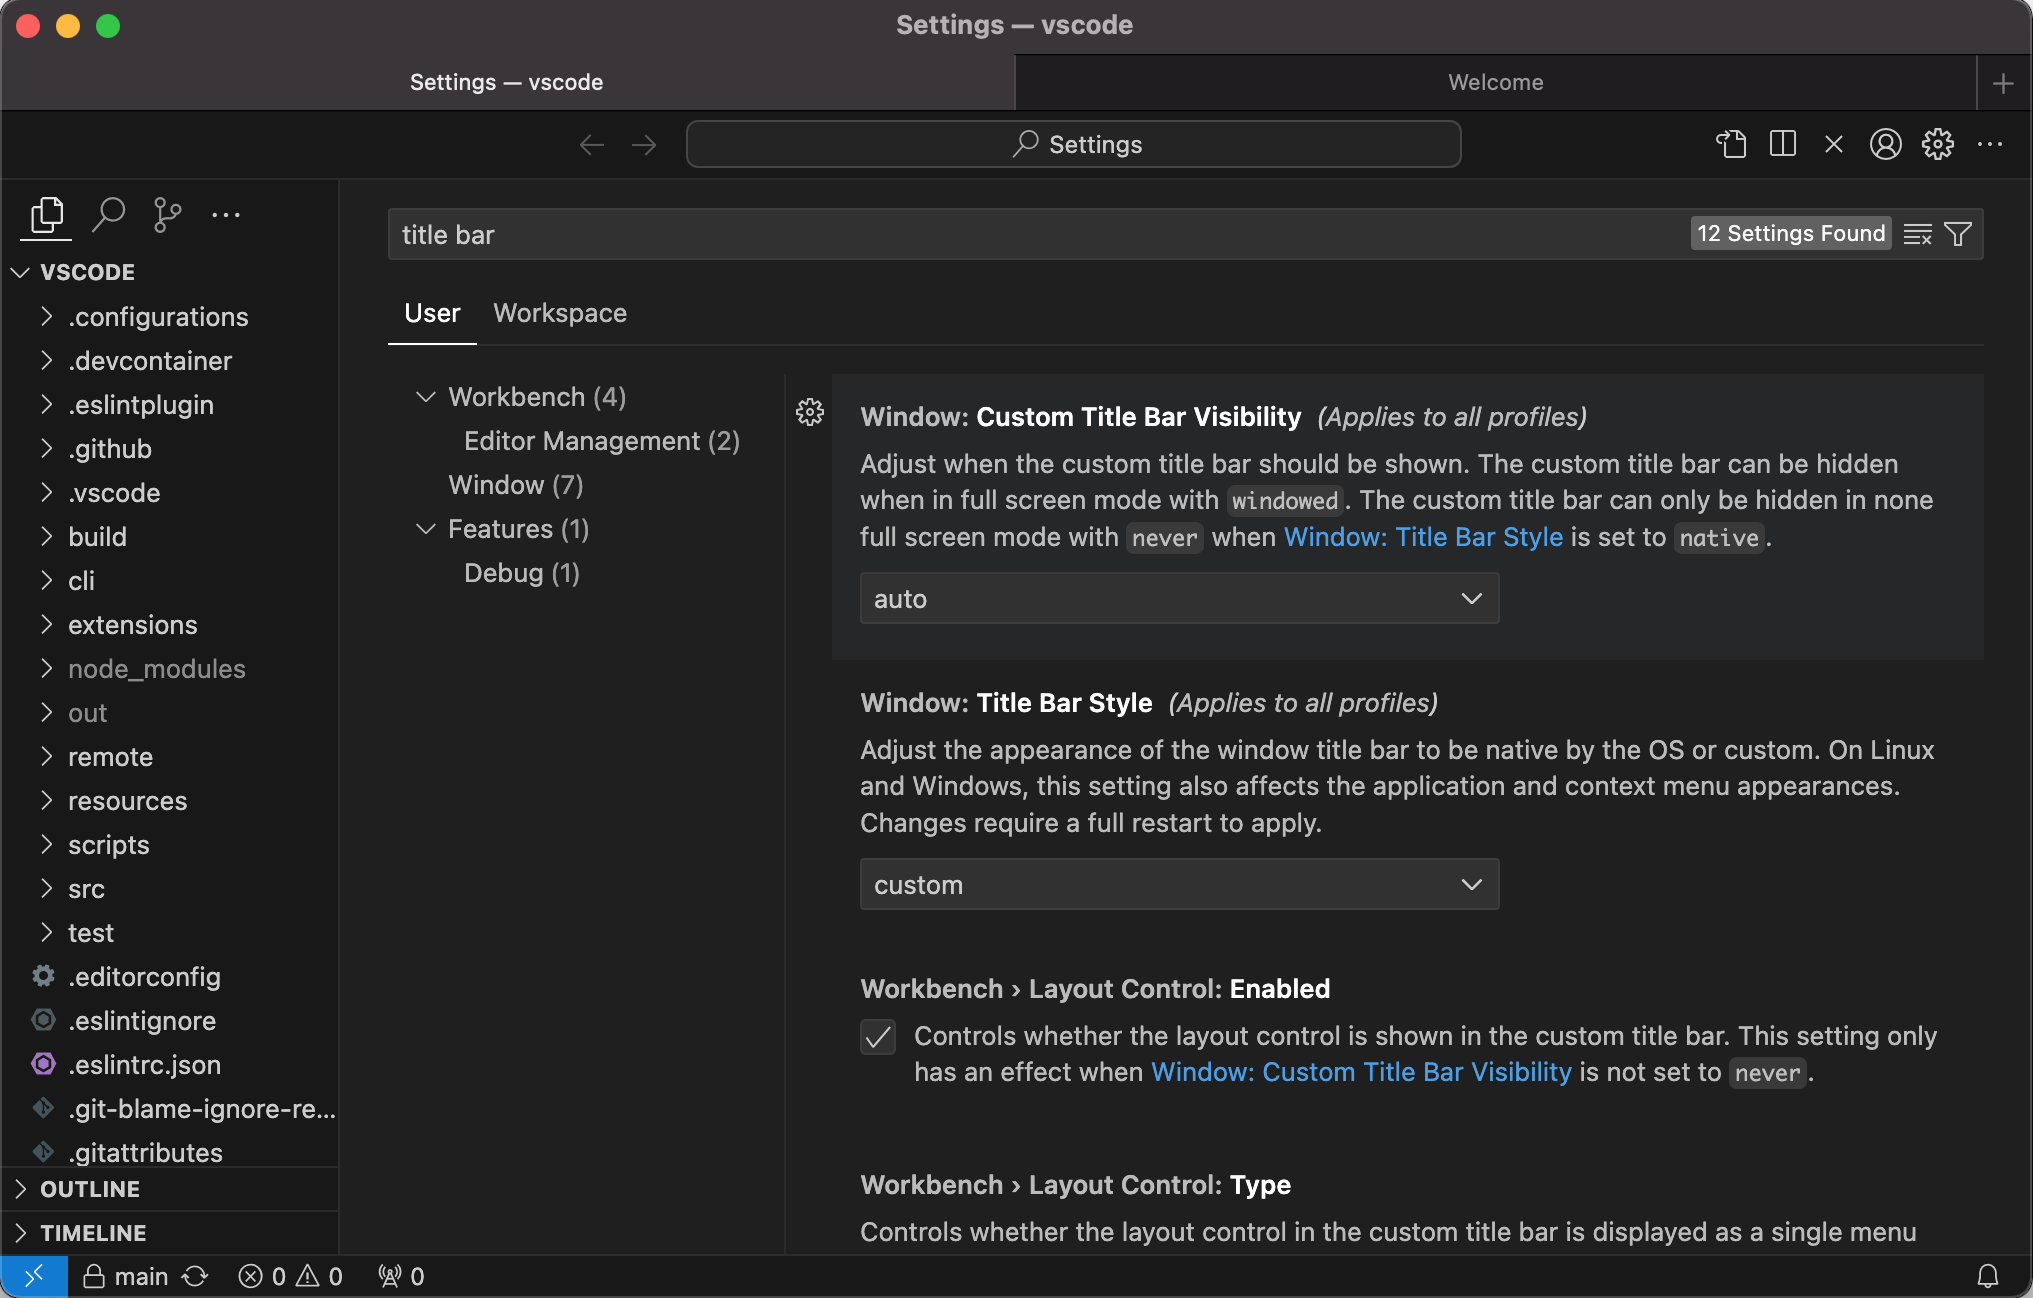 Settings — vscode
Settings — vscode
Welcome
Settings
VSCODE
.configurations
.devcontainer
.eslintplugin
.github
.vscode
build
cli
extensions
node_modules
out
remote
resources
scripts
src
test
.editorconfig
.eslintignore
.eslintrc.json
.git-blame-ignore-re...
.gitattributes
OUTLINE
TIMELINE
title bar
12 Settings Found
User
Workspace
Workbench (4)
Editor Management (2)
Window (7)
Features (1)
Debug (1)
Window: Custom Title Bar Visibility (Applies to all profiles)
Adjust when the custom title bar should be shown. The custom title bar can be hidden
when in full screen mode with windowed. The custom title bar can only be hidden in none
full screen mode with never when Window: Title Bar Style is set to native.
auto
Window: Title Bar Style (Applies to all profiles)
Adjust the appearance of the window title bar to be native by the OS or custom. On Linux
and Windows, this setting also affects the application and context menu appearances.
Changes require a full restart to apply.
custom
Workbench › Layout Control: Enabled
Controls whether the layout control is shown in the custom title bar. This setting only
has an effect when Window: Custom Title Bar Visibility is not set to never.
Workbench › Layout Control: Type
Controls whether the layout control in the custom title bar is displayed as a single menu
main 0 0 0